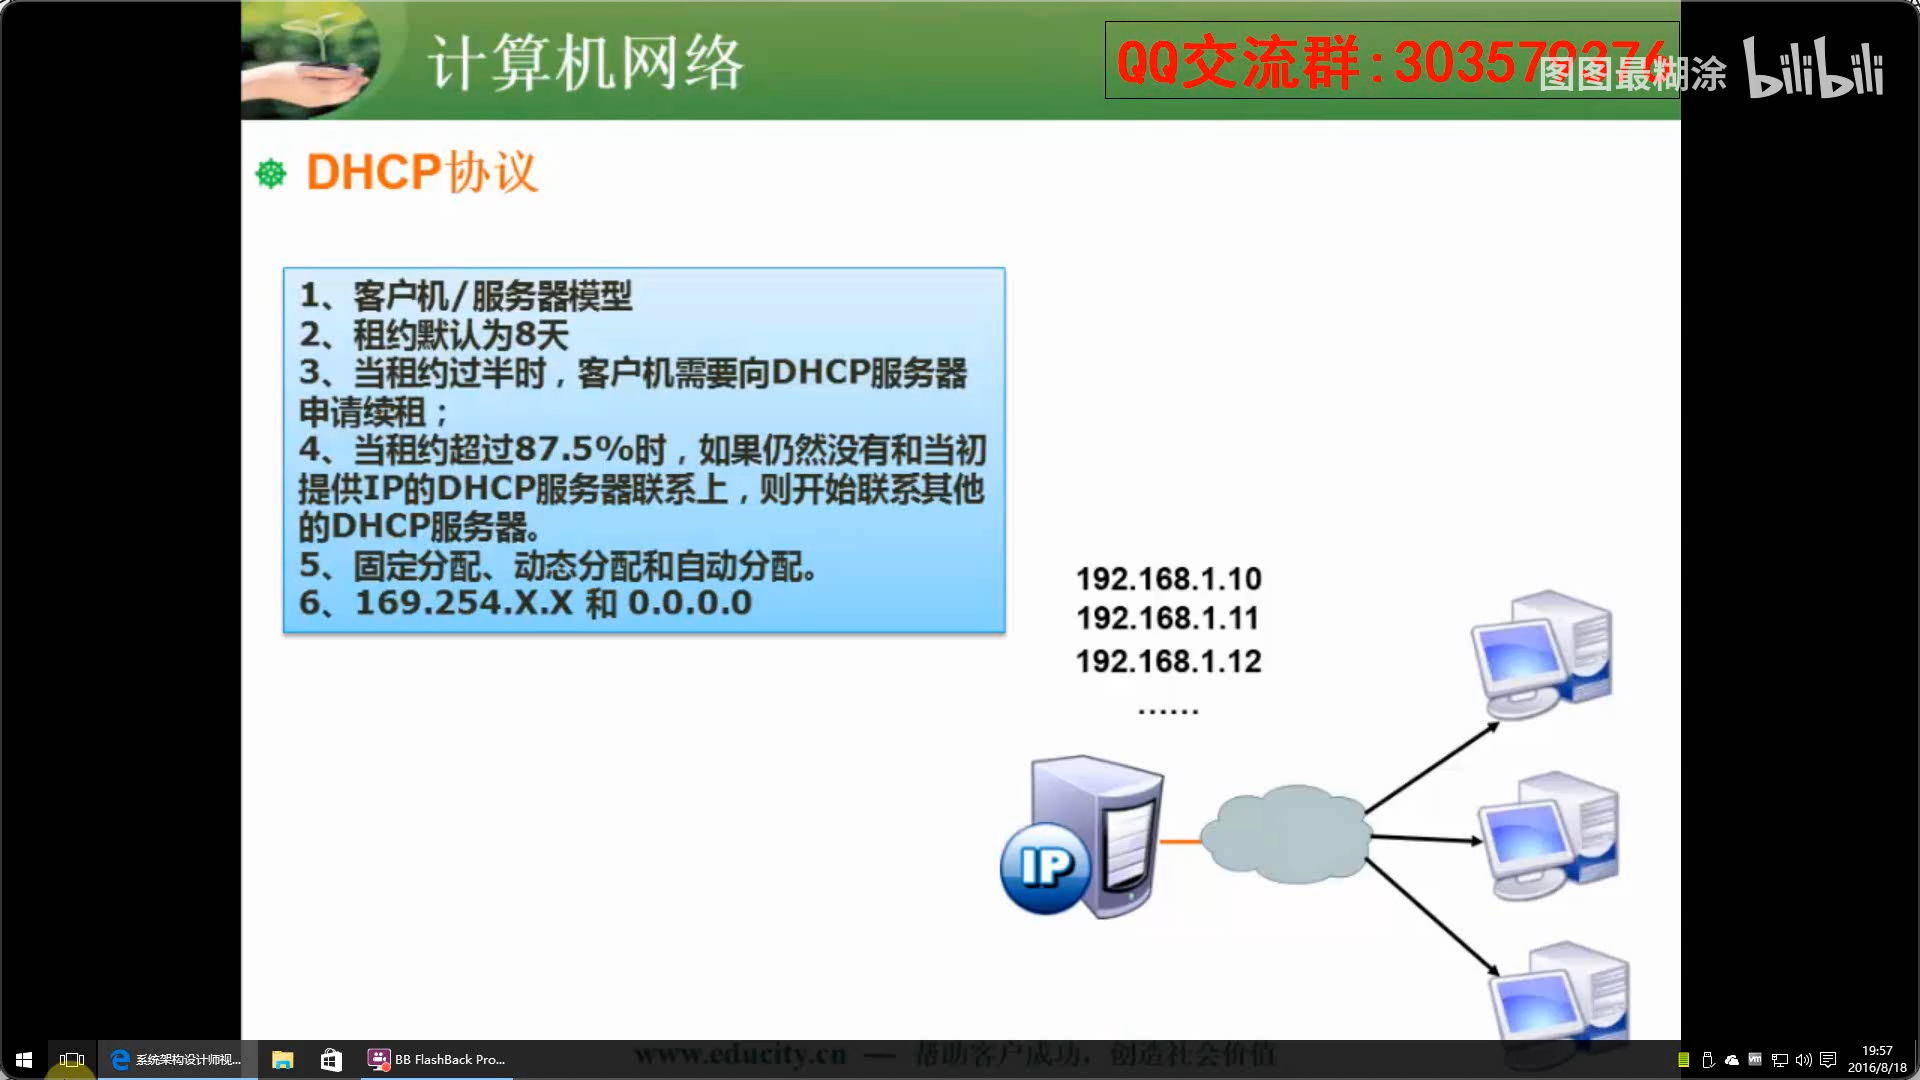 计算机网络
QQ交流群:303579376
图图最糊涂 bilibili
DHCP协议
1、客户机/服务器模型
2、租约默认为8天
3、当租约过半时，客户机需要向DHCP服务器
申请续租；
4、当租约超过87.5%时，如果仍然没有和当初
提供IP的DHCP服务器联系上，则开始联系其他
的DHCP服务器。
5、固定分配、动态分配和自动分配。
6、169.254.X.X 和 0.0.0.0
192.168.1.10
192.168.1.11
192.168.1.12
......
IP
www.educity.cn — 帮助客户成功，创造社会价值
系统架构设计师视...
BB FlashBack Pro...
19:57
2016/8/18